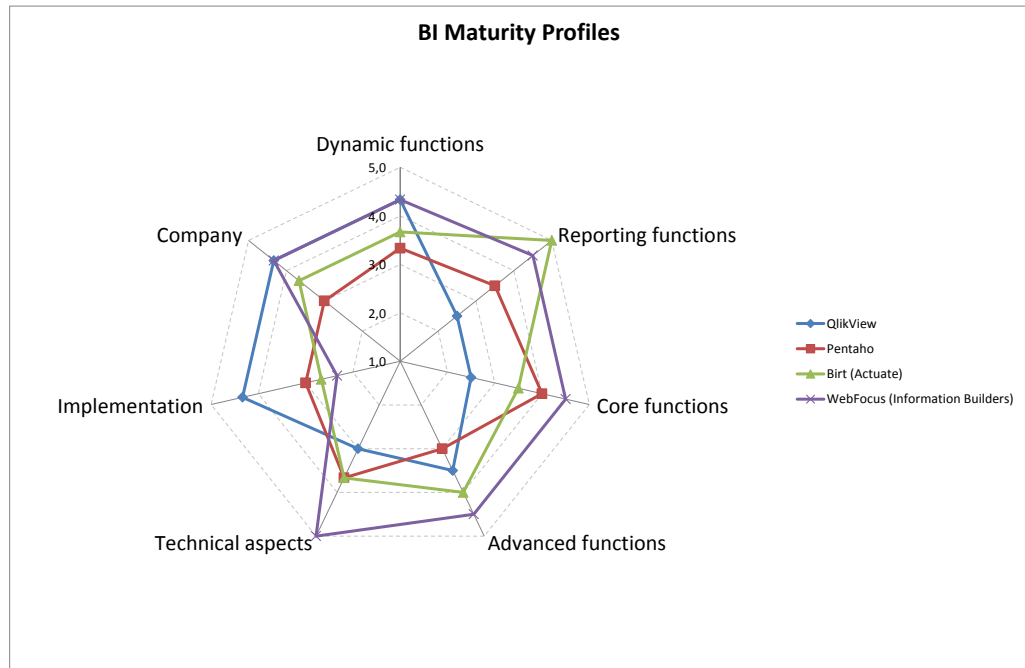 BI Maturity Profiles
Dynamic functions
5,0
4,0
3,0
2,0
1,0
Reporting functions
Core functions
Advanced functions
Technical aspects
Implementation
Company
QlikView
Pentaho
Birt (Actuate)
WebFocus (Information Builders)